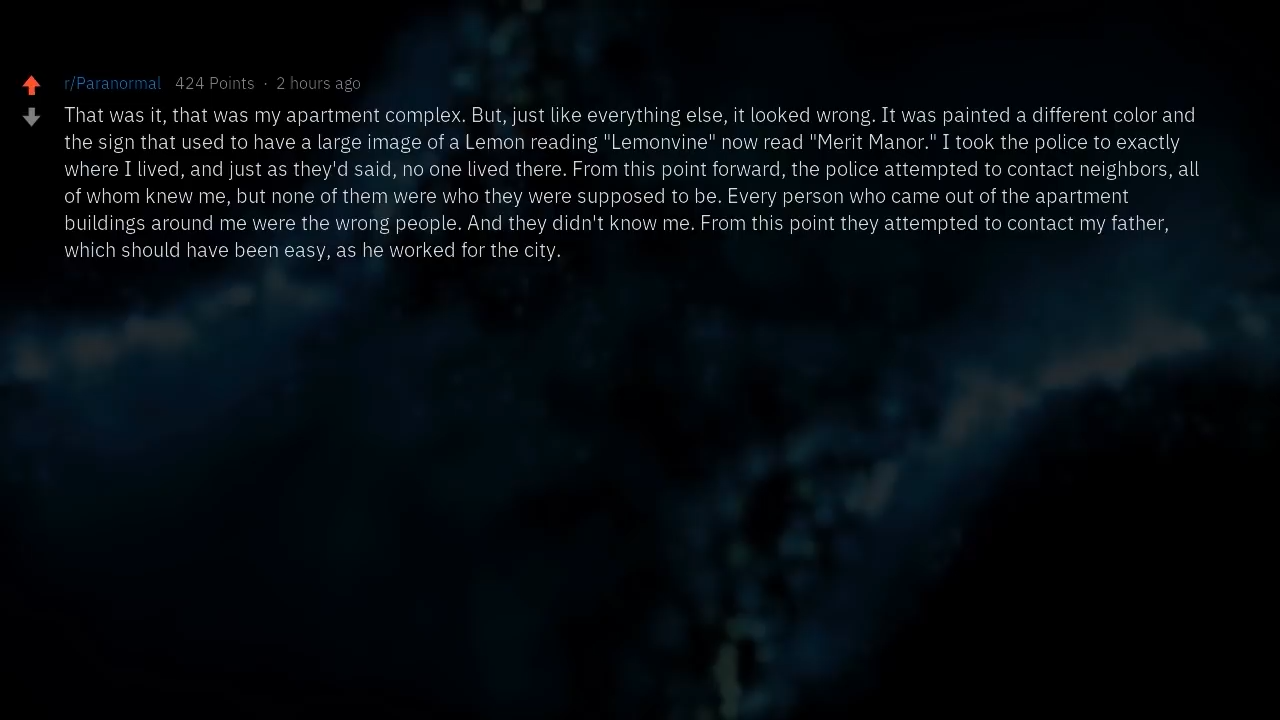 r/Paranormal 424 Points · 2 hours ago
That was it, that was my apartment complex. But, just like everything else, it looked wrong. It was painted a different color and
the sign that used to have a large image of a Lemon reading "Lemonvine" now read "Merit Manor." I took the police to exactly
where I lived, and just as they'd said, no one lived there. From this point forward, the police attempted to contact neighbors, all
of whom knew me, but none of them were who they were supposed to be. Every person who came out of the apartment
buildings around me were the wrong people. And they didn't know me. From this point they attempted to contact my father,
which should have been easy, as he worked for the city.